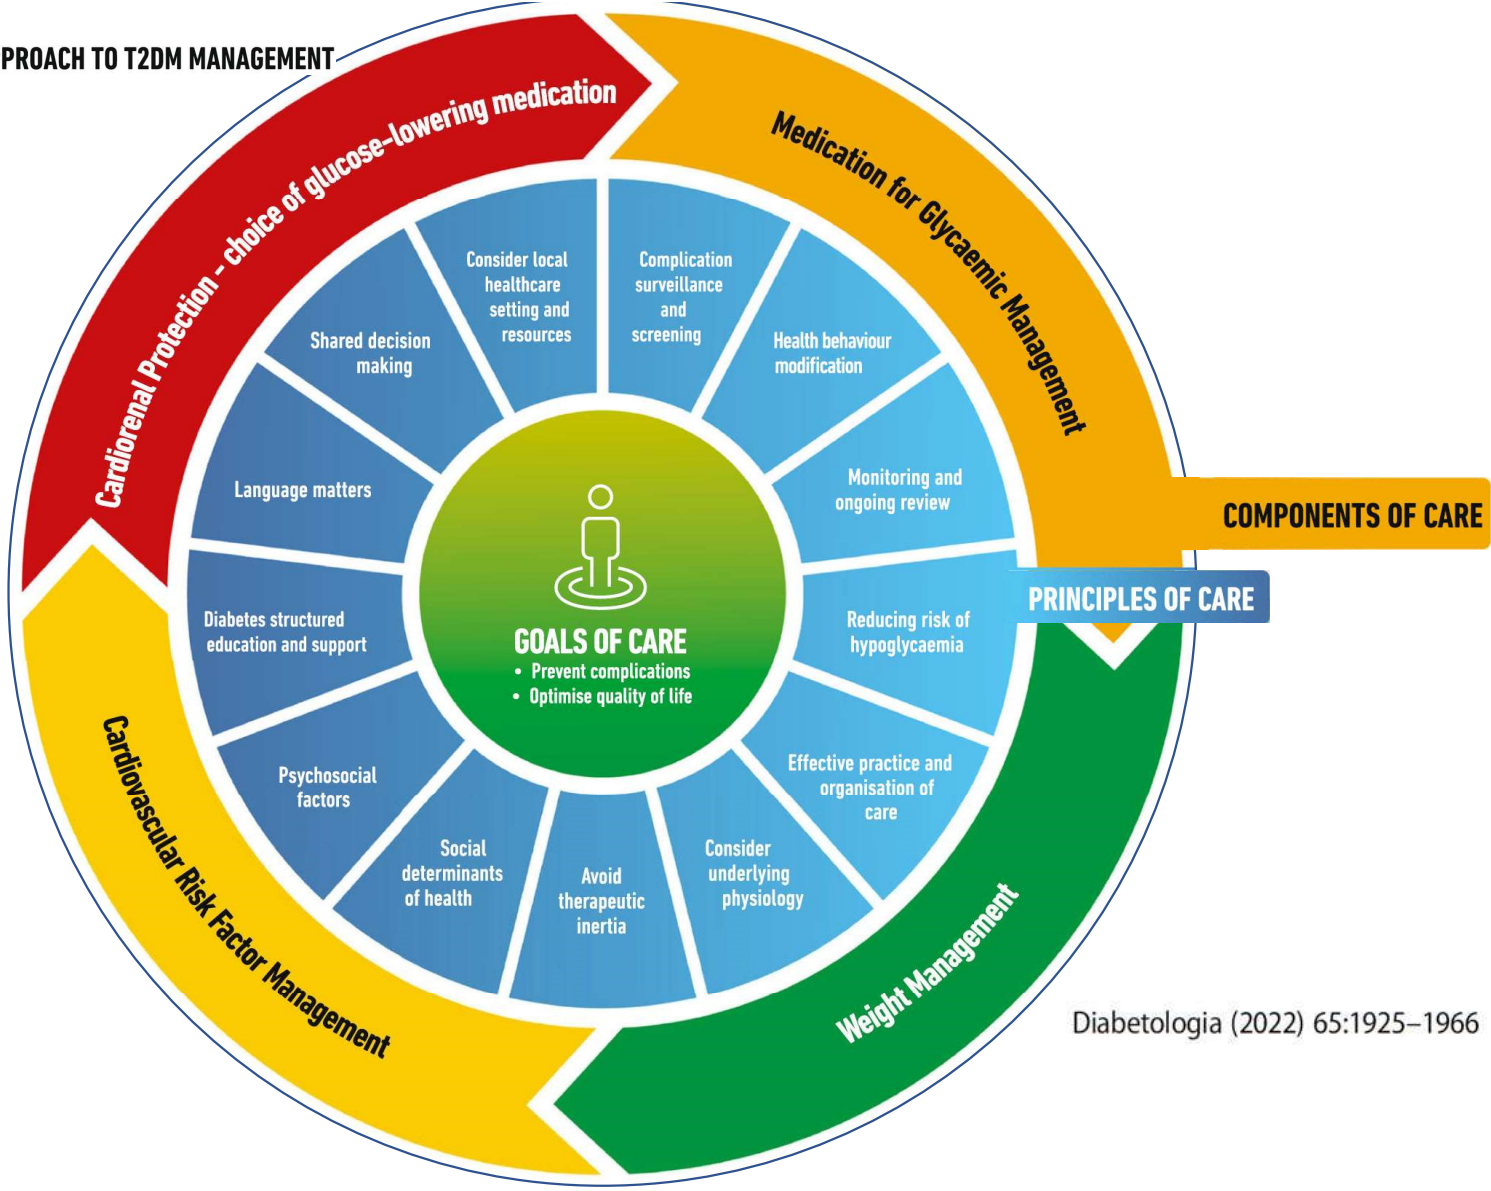 PROACH TO T2DM MANAGEMENT
Cardiorenal Protection - choice of glucose-lowering medication
Medication for Glycaemic Management
Weight Management
Cardiovascular Risk Factor Management
COMPONENTS OF CARE
PRINCIPLES OF CARE
Consider local
healthcare
setting and
resources
Complication
surveillance
and
screening
Health behaviour
modification
Monitoring and
ongoing review
Reducing risk of
hypoglycaemia
Effective practice and
organisation of
care
Consider
underlying
physiology
Avoid
therapeutic
inertia
Social
determinants
of health
Psychosocial
factors
Diabetes structured
education and support
Language matters
Shared decision
making
GOALS OF CARE
• Prevent complications
• Optimise quality of life
Diabetologia (2022) 65:1925–1966